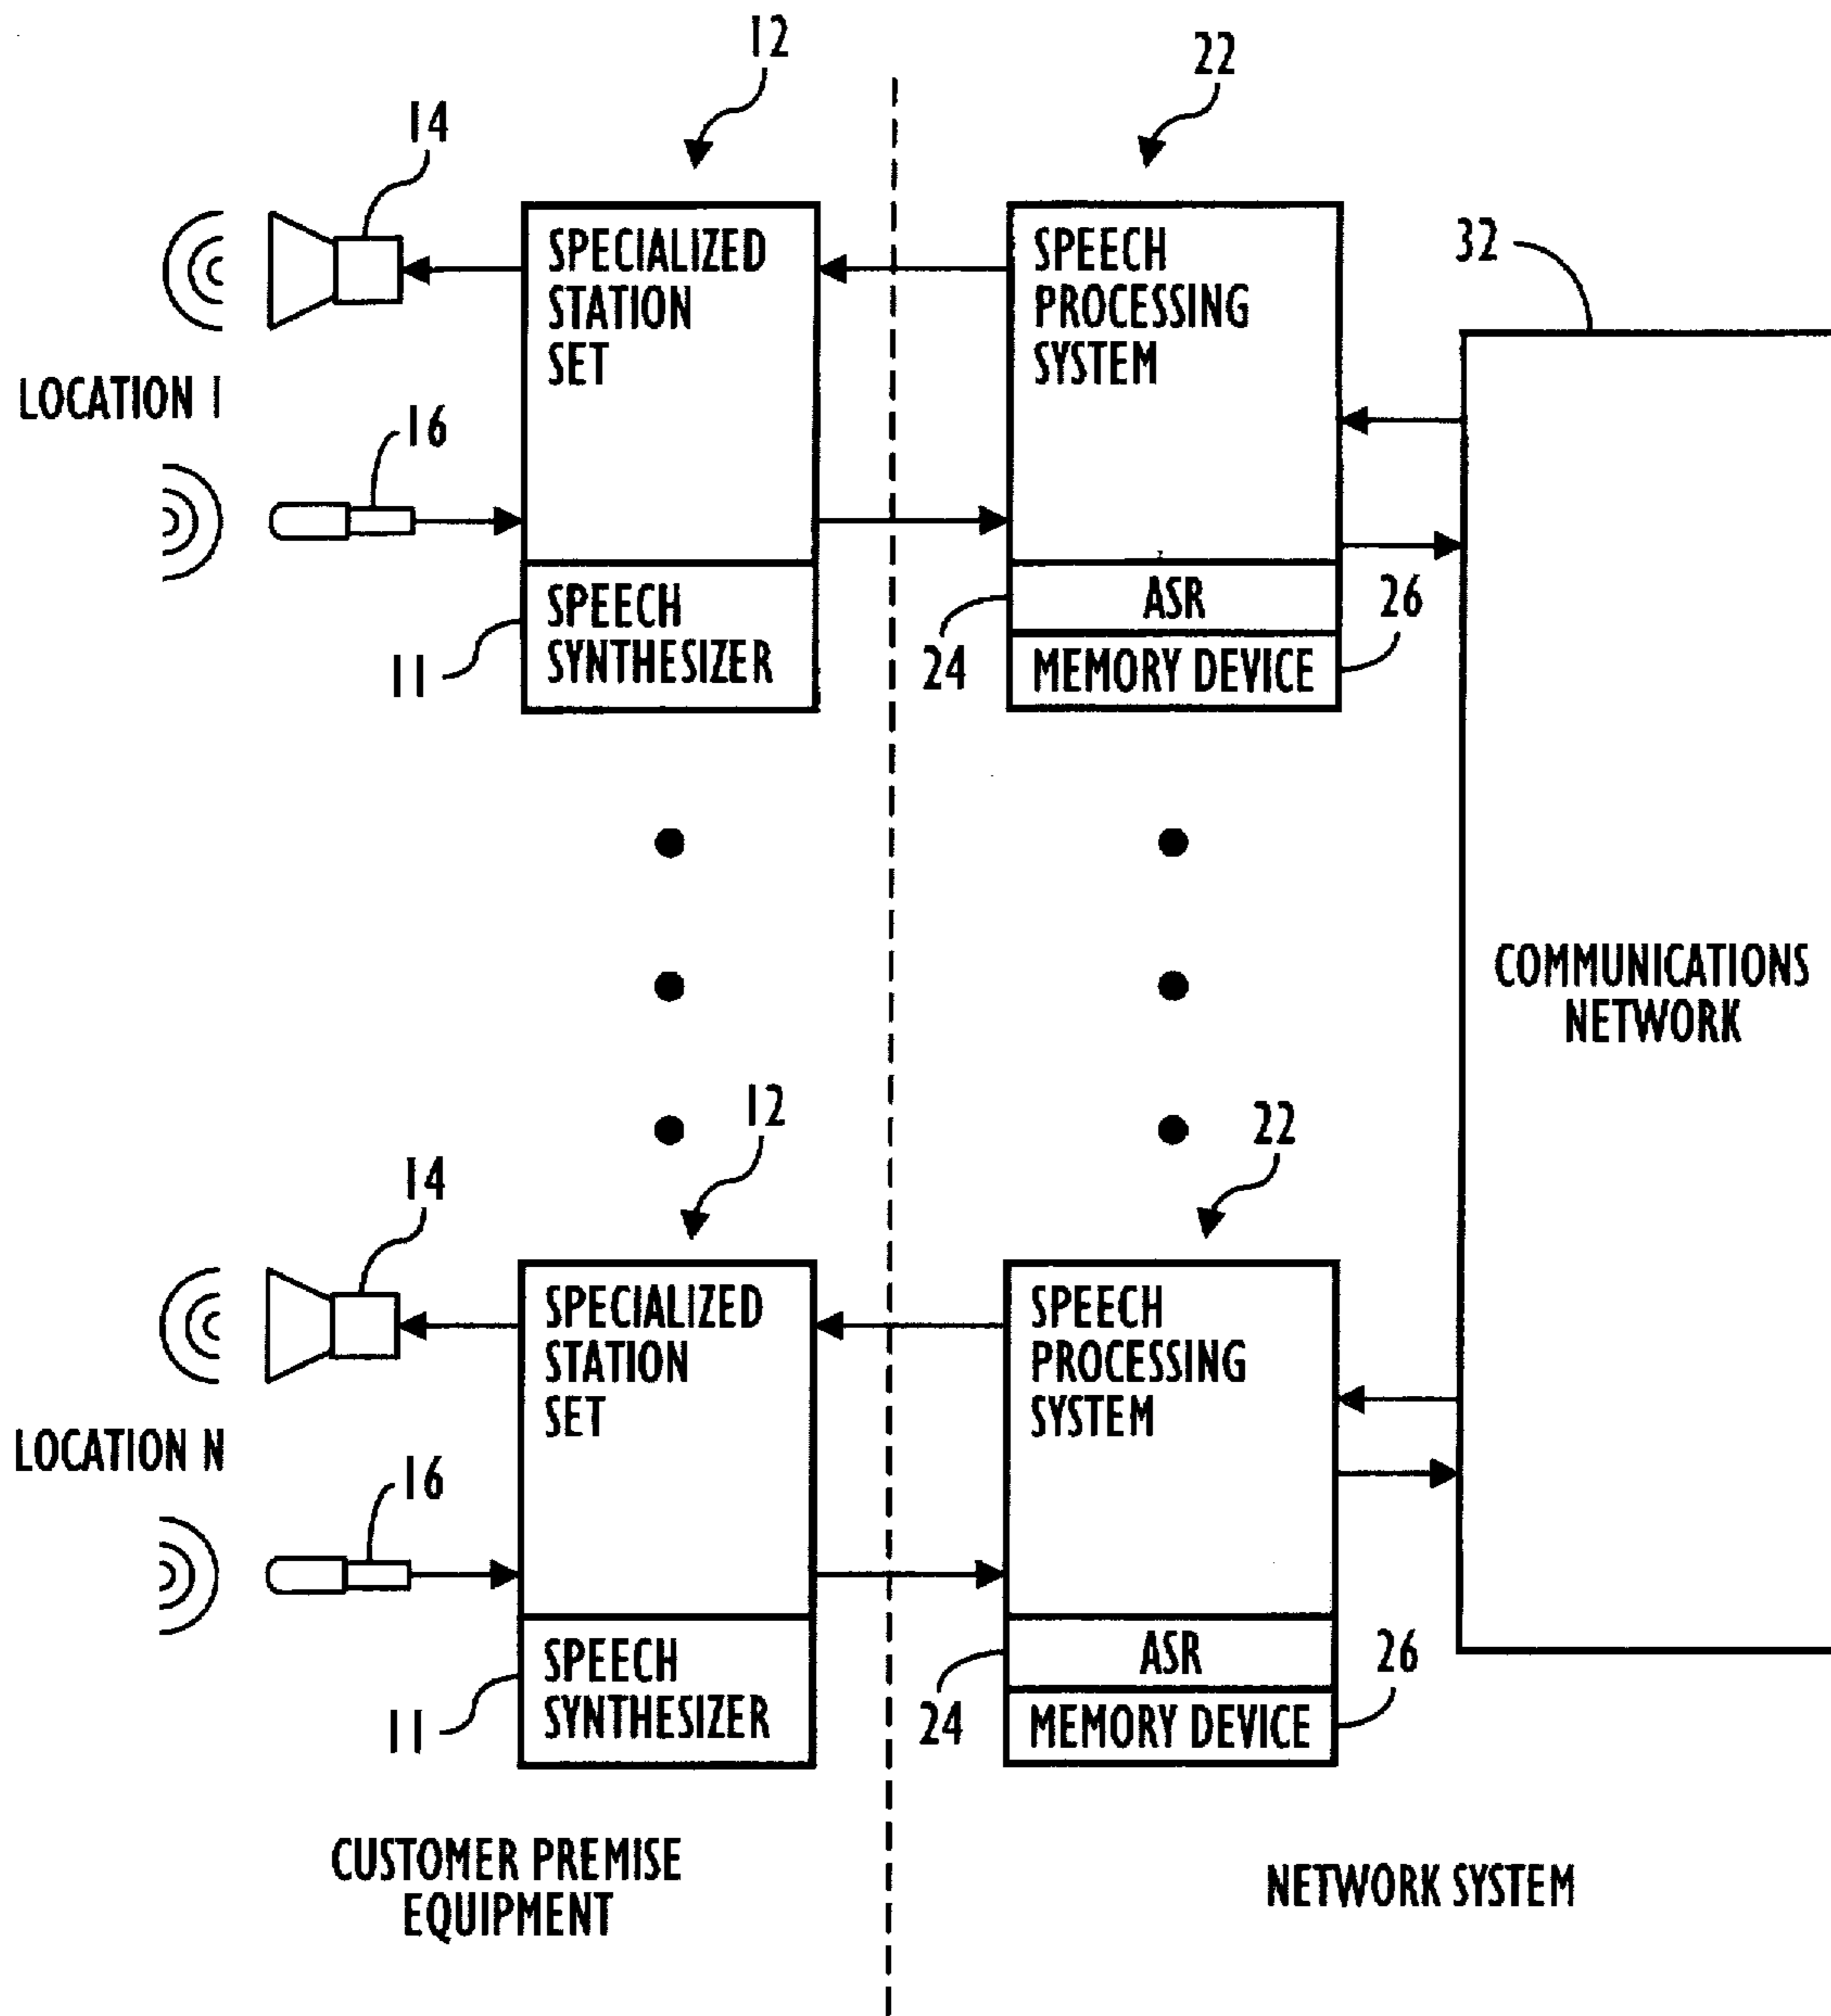 12
22
14
32
SPECIALIZED
STATION
SET
SPEECH
PROCESSING
SYSTEM
LOCATION 1
16
SPEECH
SYNTHESIZER
11
ASR
24
26
MEMORY DEVICE
COMMUNICATIONS
NETWORK
12
22
14
SPECIALIZED
STATION
SET
SPEECH
PROCESSING
SYSTEM
LOCATION N
16
SPEECH
SYNTHESIZER
11
ASR
24
26
MEMORY DEVICE
CUSTOMER PREMISE
EQUIPMENT
NETWORK SYSTEM